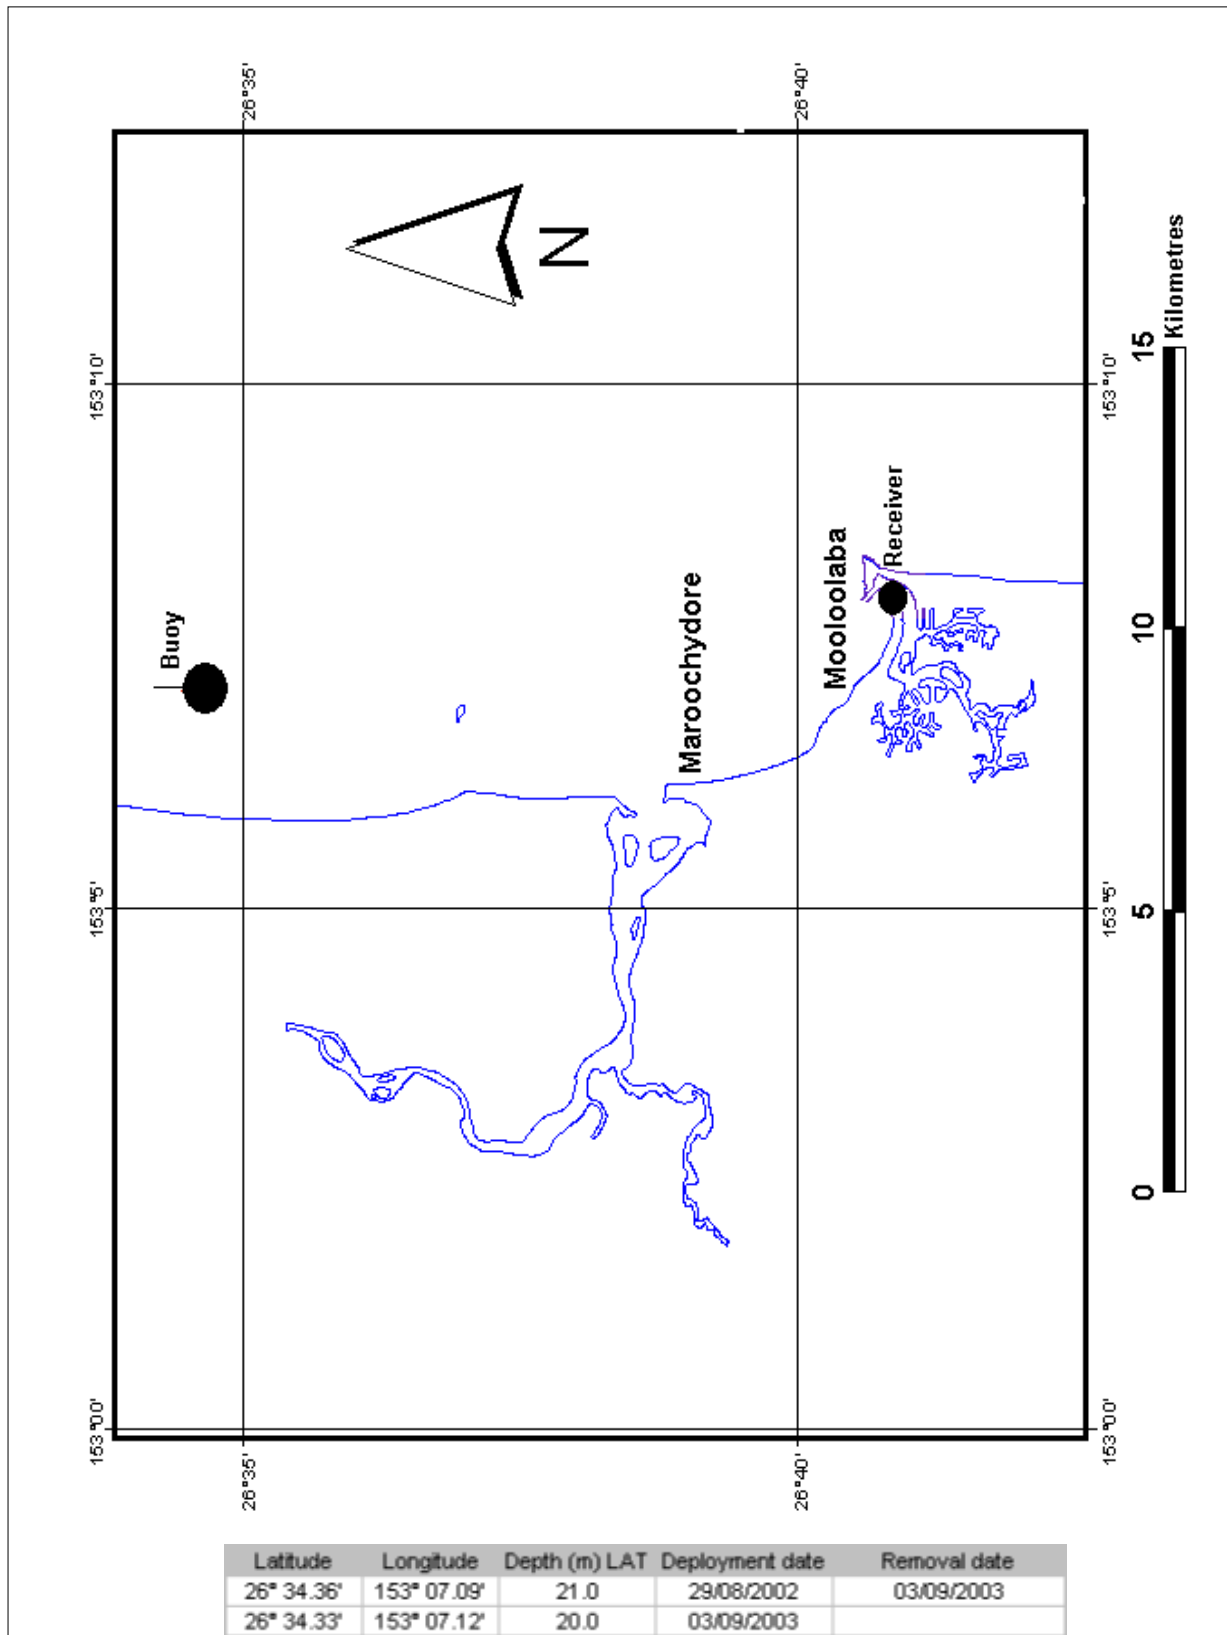 26°35'
26°40'
N
153°10'
153°10'
15
Kilometres
Buoy
Mooloolaba
Receiver
Maroochydore
10
153°5'
153°5'
5
0
153°00'
153°00'
26°35'
26°40'
Latitude Longitude Depth (m) LAT Deployment date Removal date
26° 34.36' 153° 07.09' 21.0 29/08/2002 03/09/2003
26° 34.33' 153° 07.12' 20.0 03/09/2003